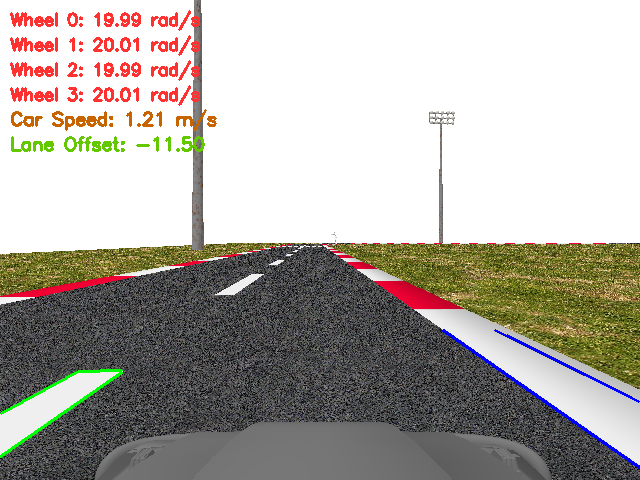 Wheel 0: 19.99 rad/s
Wheel 1: 20.01 rad/s
Wheel 2: 19.99 rad/s
Wheel 3: 20.01 rad/s
Car Speed: 1.21 m/s
Lane Offset: -11.50